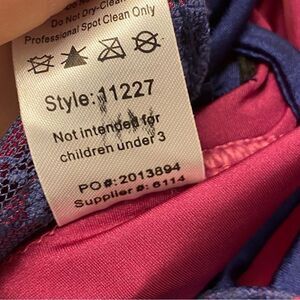 Do Not Dry-Clean
Professional Spot Clean Only
Style: 11227
Not intended for
children under 3
PO #: 2013894
Supplier #: 6114